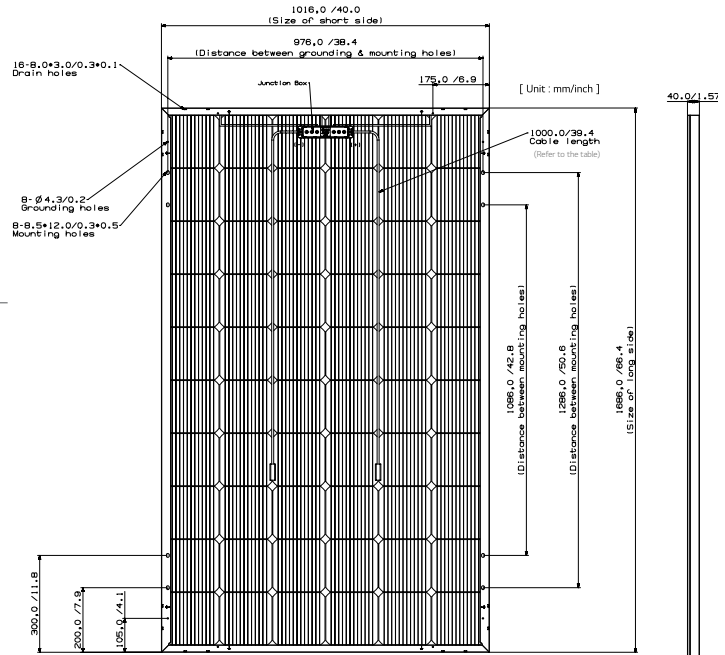 1016.0 /40.0
(Size of short side)
976.0 /38.4
(Distance between grounding & mounting holes)
16-8.0*3.0/0.3*0.1
Drain holes
Junction Box
175.0 /6.9
[ Unit : mm/inch ]
40.0/1.57
1000.0/39.4
Cable length
(Refer to the table)
(-)
(+)
8-Ø4.3/0.2
Grounding holes
8-8.5*12.0/0.3*0.5
Mounting holes
1086.0 /42.8
(Distance between mounting holes)
1286.0 /50.6
(Distance between mounting holes)
1686.0 /66.4
(Size of long side)
300.0 /11.8
200.0 /7.9
105.0 /4.1